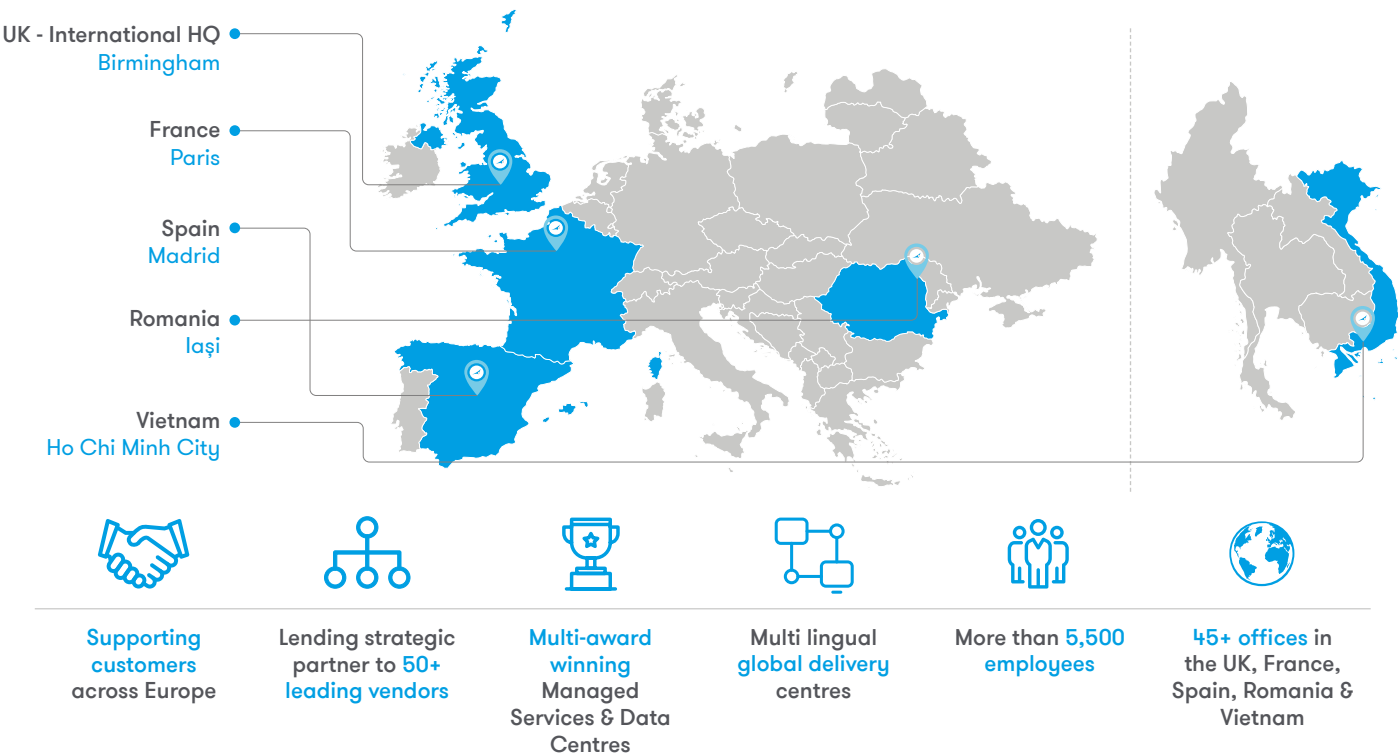 UK - International HQ
Birmingham
France
Paris
Spain
Madrid
Romania
Iași
Vietnam
Ho Chi Minh City
Supporting
customers
across Europe
Lending strategic
partner to 50+
leading vendors
Multi-award
winning
Managed
Services & Data
Centres
Multi lingual
global delivery
centres
More than 5,500
employees
45+ offices in
the UK, France,
Spain, Romania &
Vietnam